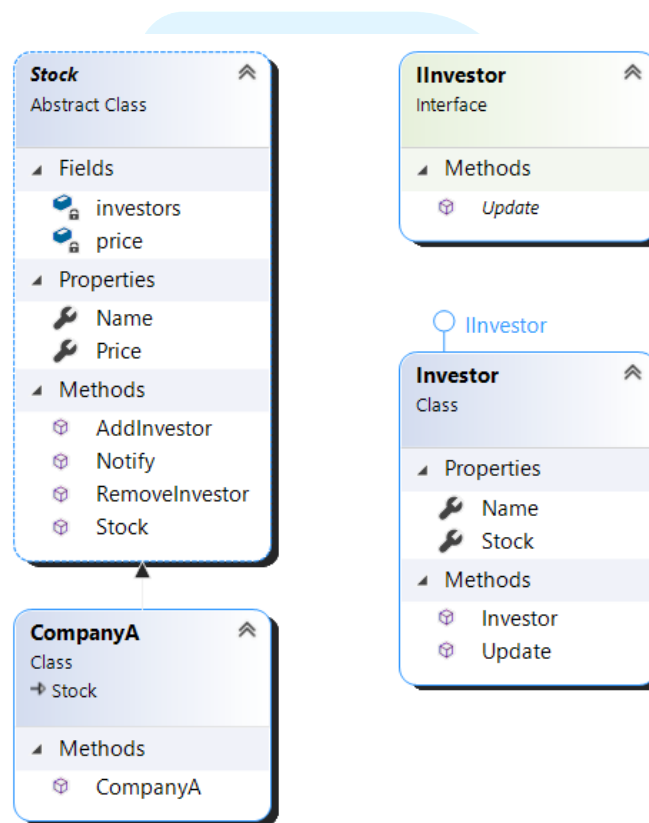 Stock
Abstract Class
Fields
investors
price
Properties
Name
Price
Methods
AddInvestor
Notify
RemoveInvestor
Stock
CompanyA
Class
Stock
Methods
CompanyA
IInvestor
Interface
Methods
Update
IInvestor
Investor
Class
Properties
Name
Stock
Methods
Investor
Update